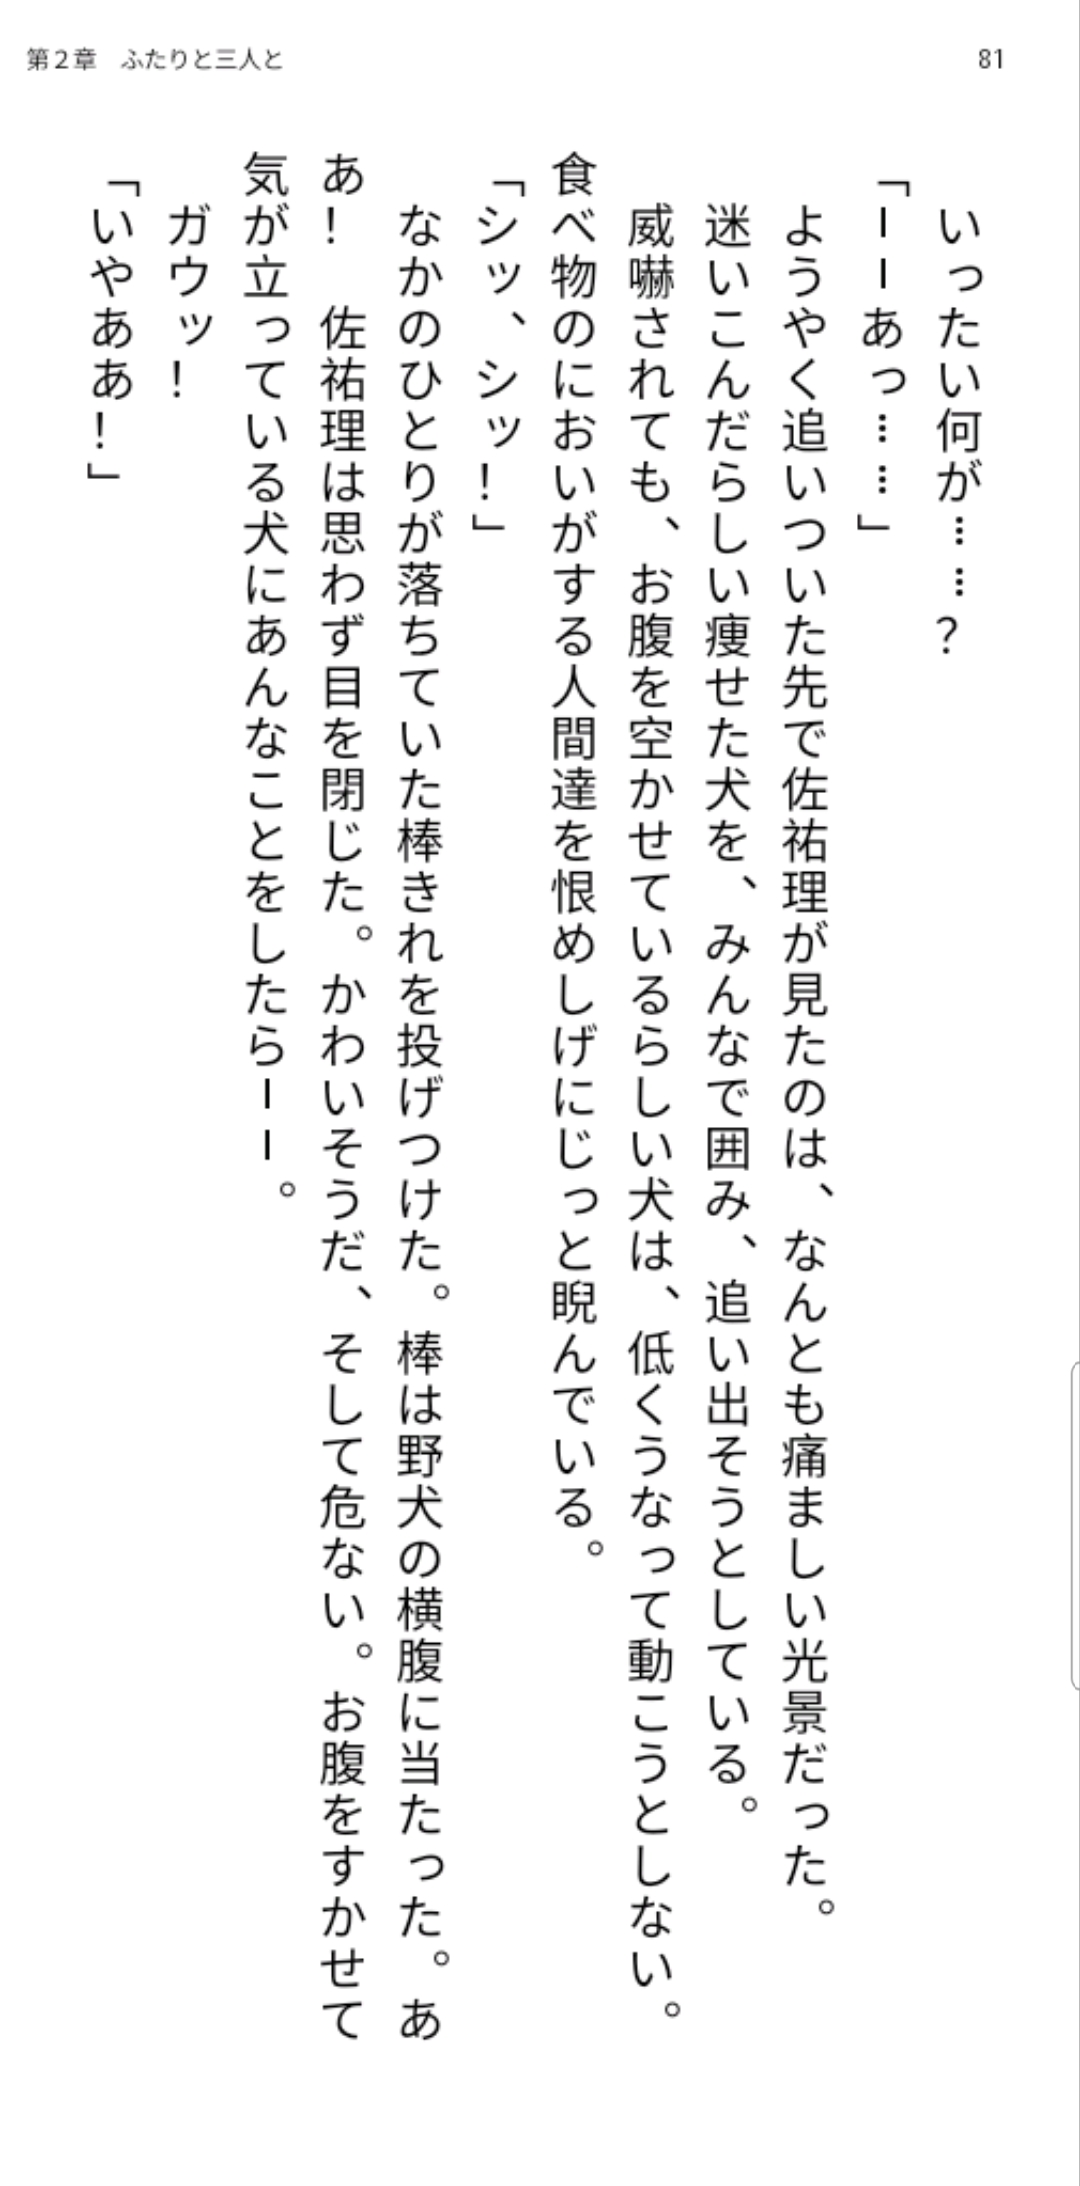 第２章　ふたりと三人と
81
　いったい何が……？
「ーーあっ……」
　ようやく追いついた先で佐祐理が見たのは、なんとも痛ましい光景だった。
　迷いこんだらしい痩せた犬を、みんなで囲み、追い出そうとしている。
　威嚇されても、お腹を空かせているらしい犬は、低くうなって動こうとしない。
食べ物のにおいがする人間達を恨めしげにじっと睨んでいる。
「シッ、シッ！」
　なかのひとりが落ちていた棒きれを投げつけた。棒は野犬の横腹に当たった。あ
あ！　佐祐理は思わず目を閉じた。かわいそうだ、そして危ない。お腹をすかせて
気が立っている犬にあんなことをしたらーー。
　ガウッ！
「いやああ！」